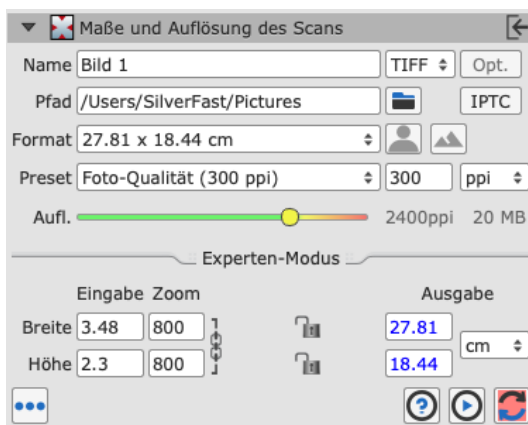 Maße und Auflösung des Scans
Name Bild 1 TIFF Opt.
Pfad /Users/SilverFast/Pictures IPTC
Format 27.81 x 18.44 cm
Preset Foto-Qualität (300 ppi) 300 ppi
Aufl. 2400ppi 20 MB
Experten-Modus
Eingabe Zoom Ausgabe
Breite 3.48 800 27.81
cm
Höhe 2.3 800 18.44